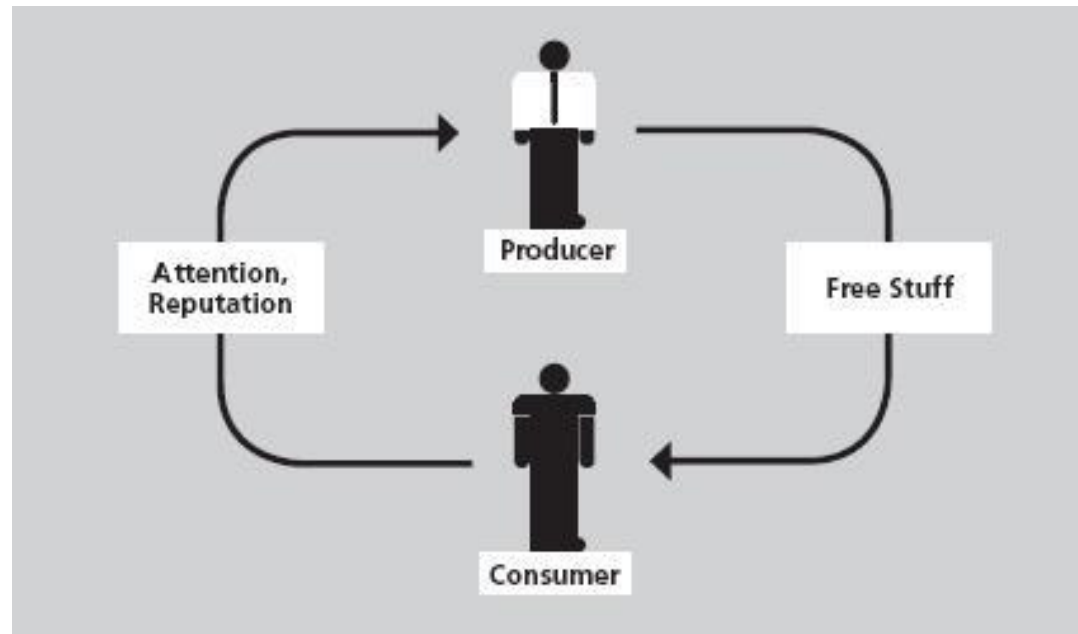 Producer
Attention,
Reputation
Free Stuff
Consumer